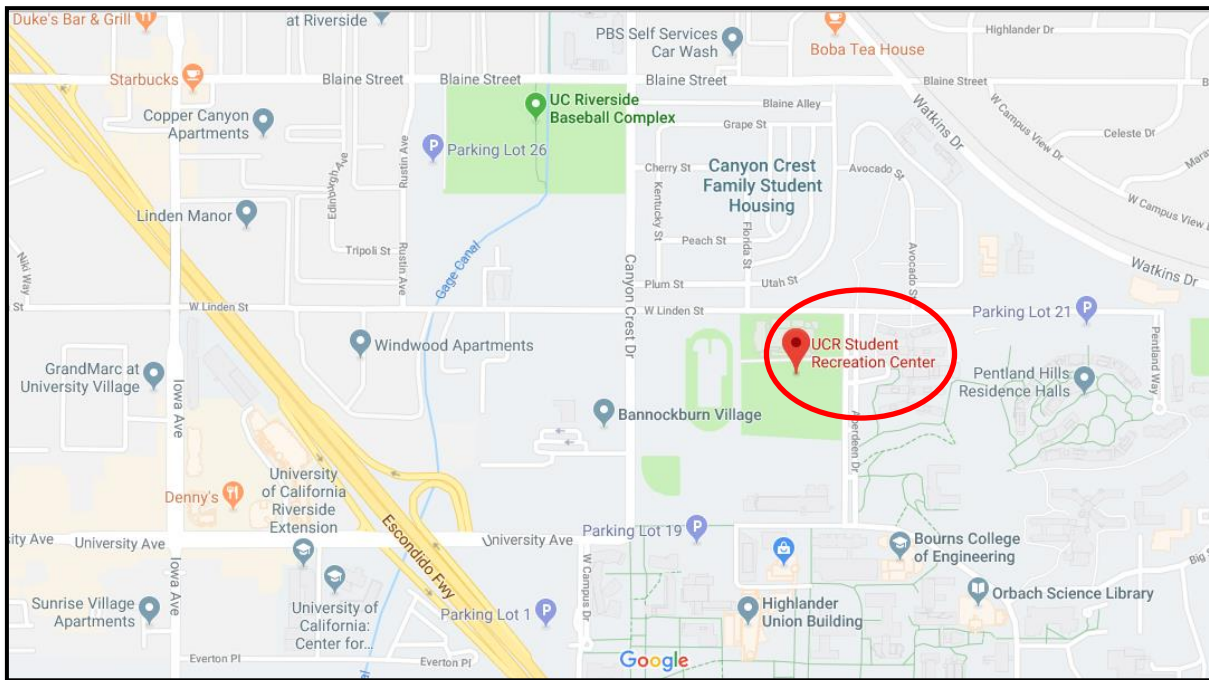 Duke's Bar & Grill
at Riverside
PBS Self Services
Car Wash
Boba Tea House
Highlander Dr
Starbucks
Blaine Street
Blaine Street
Blaine Street
Blaine Street
Copper Canyon
Apartments
UC Riverside
Baseball Complex
Blaine Alley
Watkins Dr
W Campus View Dr
Grape St
Celeste Dr
Parking Lot 26
Edinburgh Ave
Rustin Ave
Cherry St
Canyon Crest
Family Student
Housing
Avocado St
Kentucky St
Linden Manor
W Campus View
Tripoli St
Rustin Ave
Gage Canal
Peach St
Florida St
Avocado St
Niki Way
Canyon Crest Dr
Plum St
Utah St
Watkins Dr
St
W Linden St
W Linden St
Parking Lot 21
Windwood Apartments
UCR Student
Recreation Center
Pentland Way
GrandMarc at
University Village
Iowa Ave
Pentland Hills
Residence Halls
Bannockburn Village
Aberdeen Dr
University
of California
Riverside
Extension
Denny's
Escondido Fwy
Parking Lot 19
ity Ave
University Ave
University Ave
Bourns College
of Engineering
Iowa Ave
W Campus Dr
Big S
Orbach Science Library
Sunrise Village
Apartments
University of
California:
Center for...
Parking Lot 1
Highlander
Union Building
Everton Pl
Everton Pl
Google